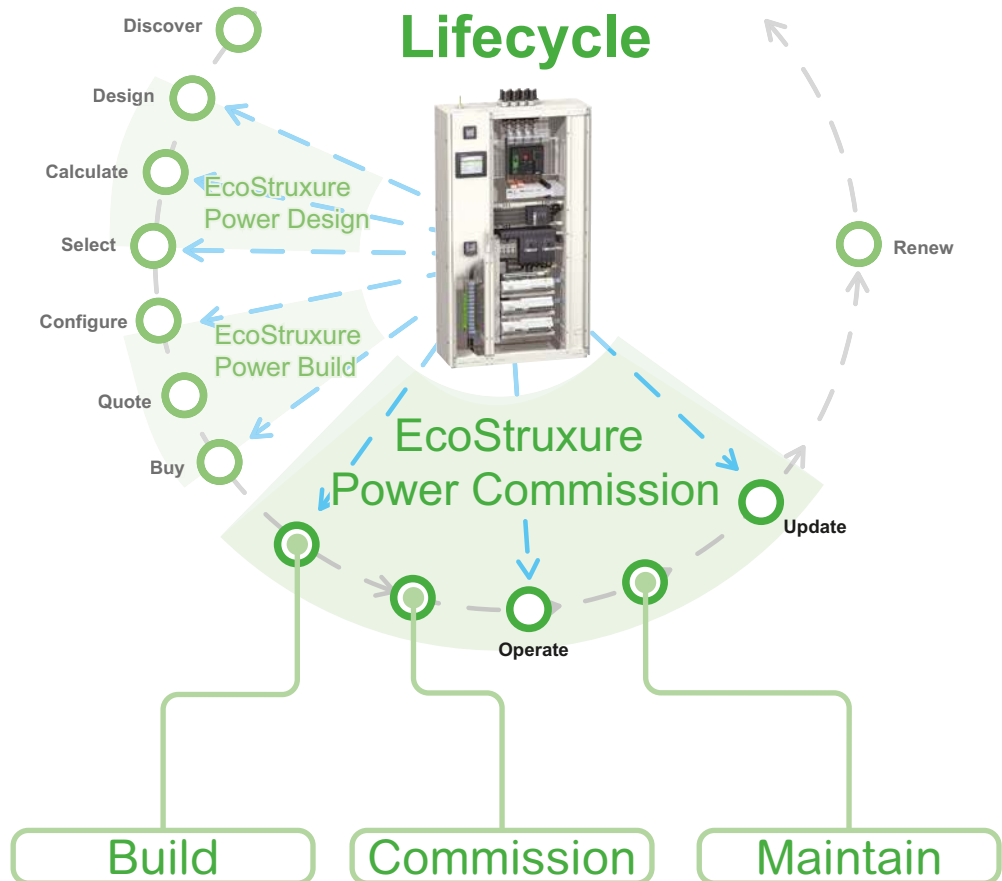 Lifecycle
Discover
Design
Calculate
Select
Configure
Quote
Buy
EcoStruxure
Power Design
EcoStruxure
Power Build
EcoStruxure
Power Commission
Renew
Update
Operate
Build
Commission
Maintain